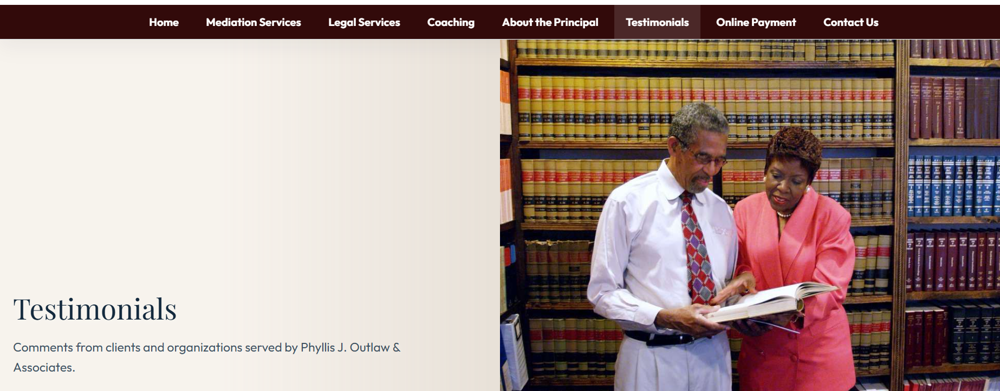 Home Mediation Services Legal Services Coaching About the Principal Testimonials Online Payment Contact Us
Testimonials
Comments from clients and organizations served by Phyllis J. Outlaw &
Associates.